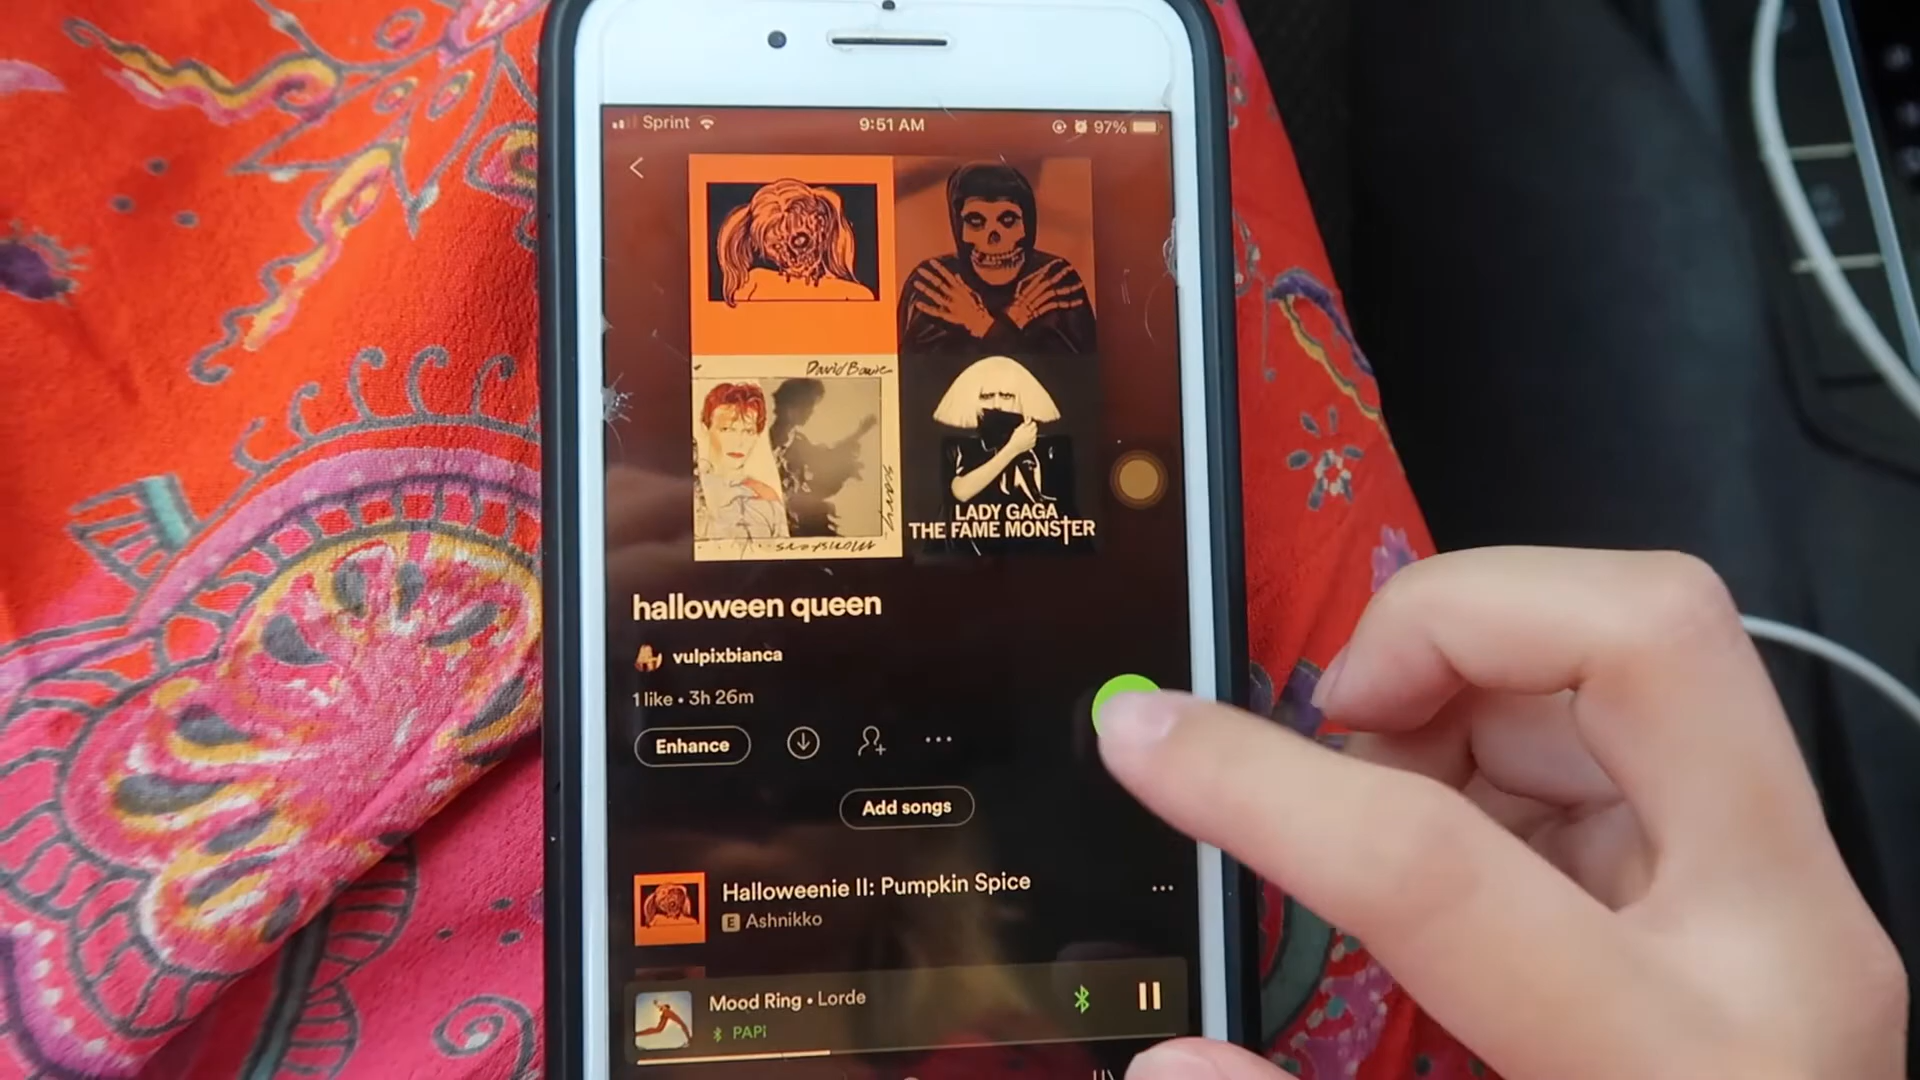 Sprint
9:51 AM
97%
David Bowie
LADY GAGA
THE FAME MONSTER
halloween queen
vulpixbianca
1 like • 3h 26m
Enhance
Add songs
Halloweenie II: Pumpkin Spice
E Ashnikko
Mood Ring • Lorde
PAPi